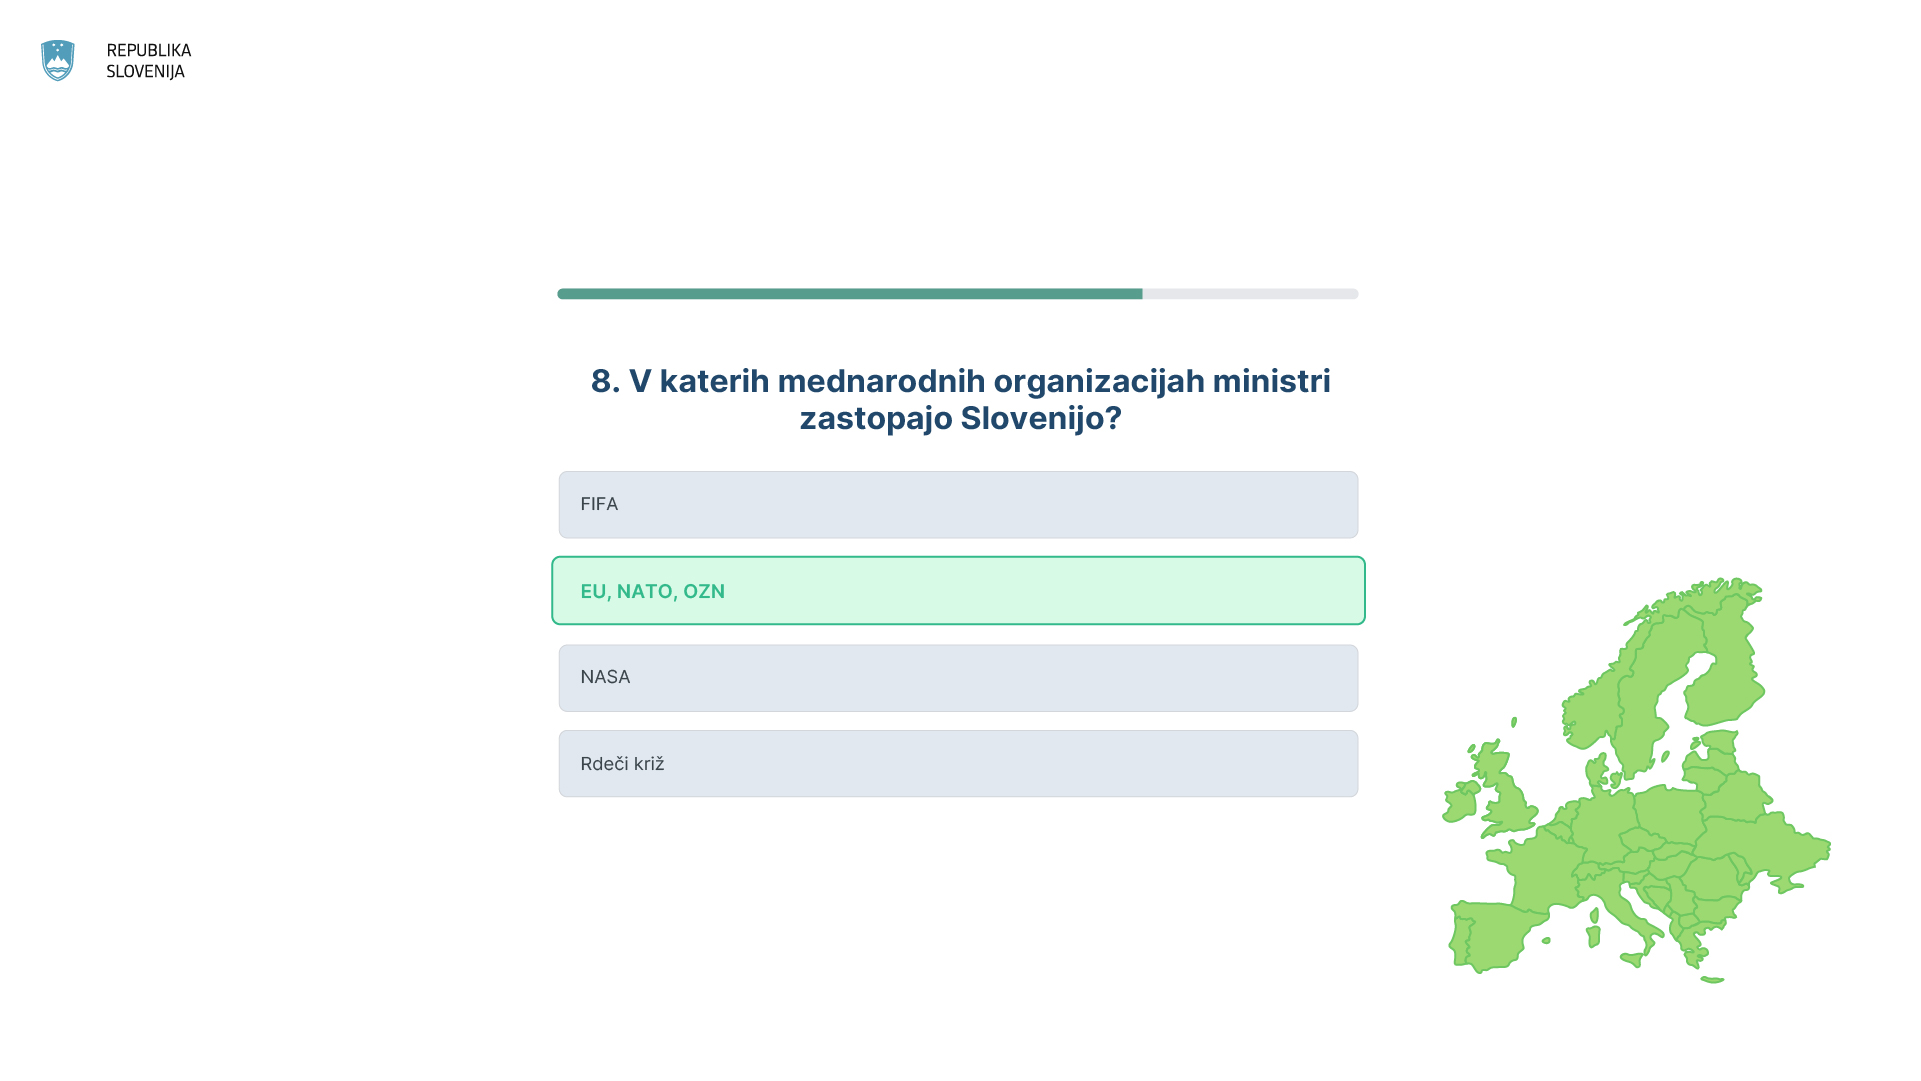 REPUBLIKA
SLOVENIJA
8. V katerih mednarodnih organizacijah ministri
zastopajo Slovenijo?
FIFA
EU, NATO, OZN
NASA
Rdeči križ